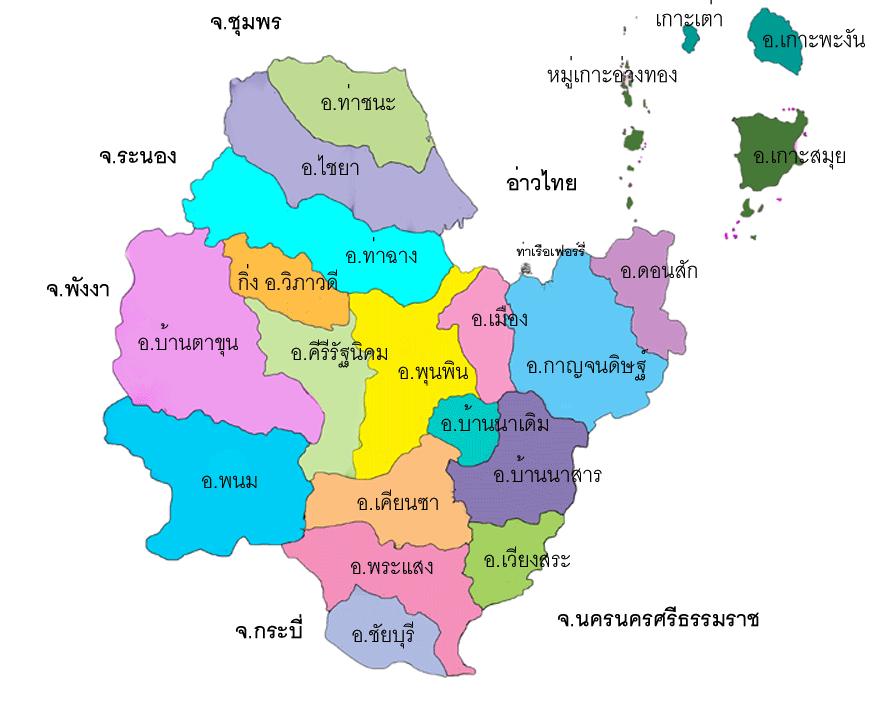 จ.ชุมพร
เกาะเต่า
อ.เกาะพะงัน
หมู่เกาะอ่างทอง
อ.ท่าชนะ
จ.ระนอง
อ.ไชยา
อ.เกาะสมุย
อ่าวไทย
อ.ท่าฉาง
ท่าเรือเฟอร์รี่
กิ่ง อ.วิภาวดี
อ.ดอนสัก
จ.พังงา
อ.เมือง
อ.บ้านตาขุน
อ.คีรีรัฐนิคม
อ.พุนพิน
อ.กาญจนดิษฐ์
อ.บ้านนาเดิม
อ.พนม
อ.บ้านนาสาร
อ.เคียนซา
อ.พระแสง
อ.เวียงสระ
จ.กระบี่
อ.ชัยบุรี
จ.นครนครศรีธรรมราช